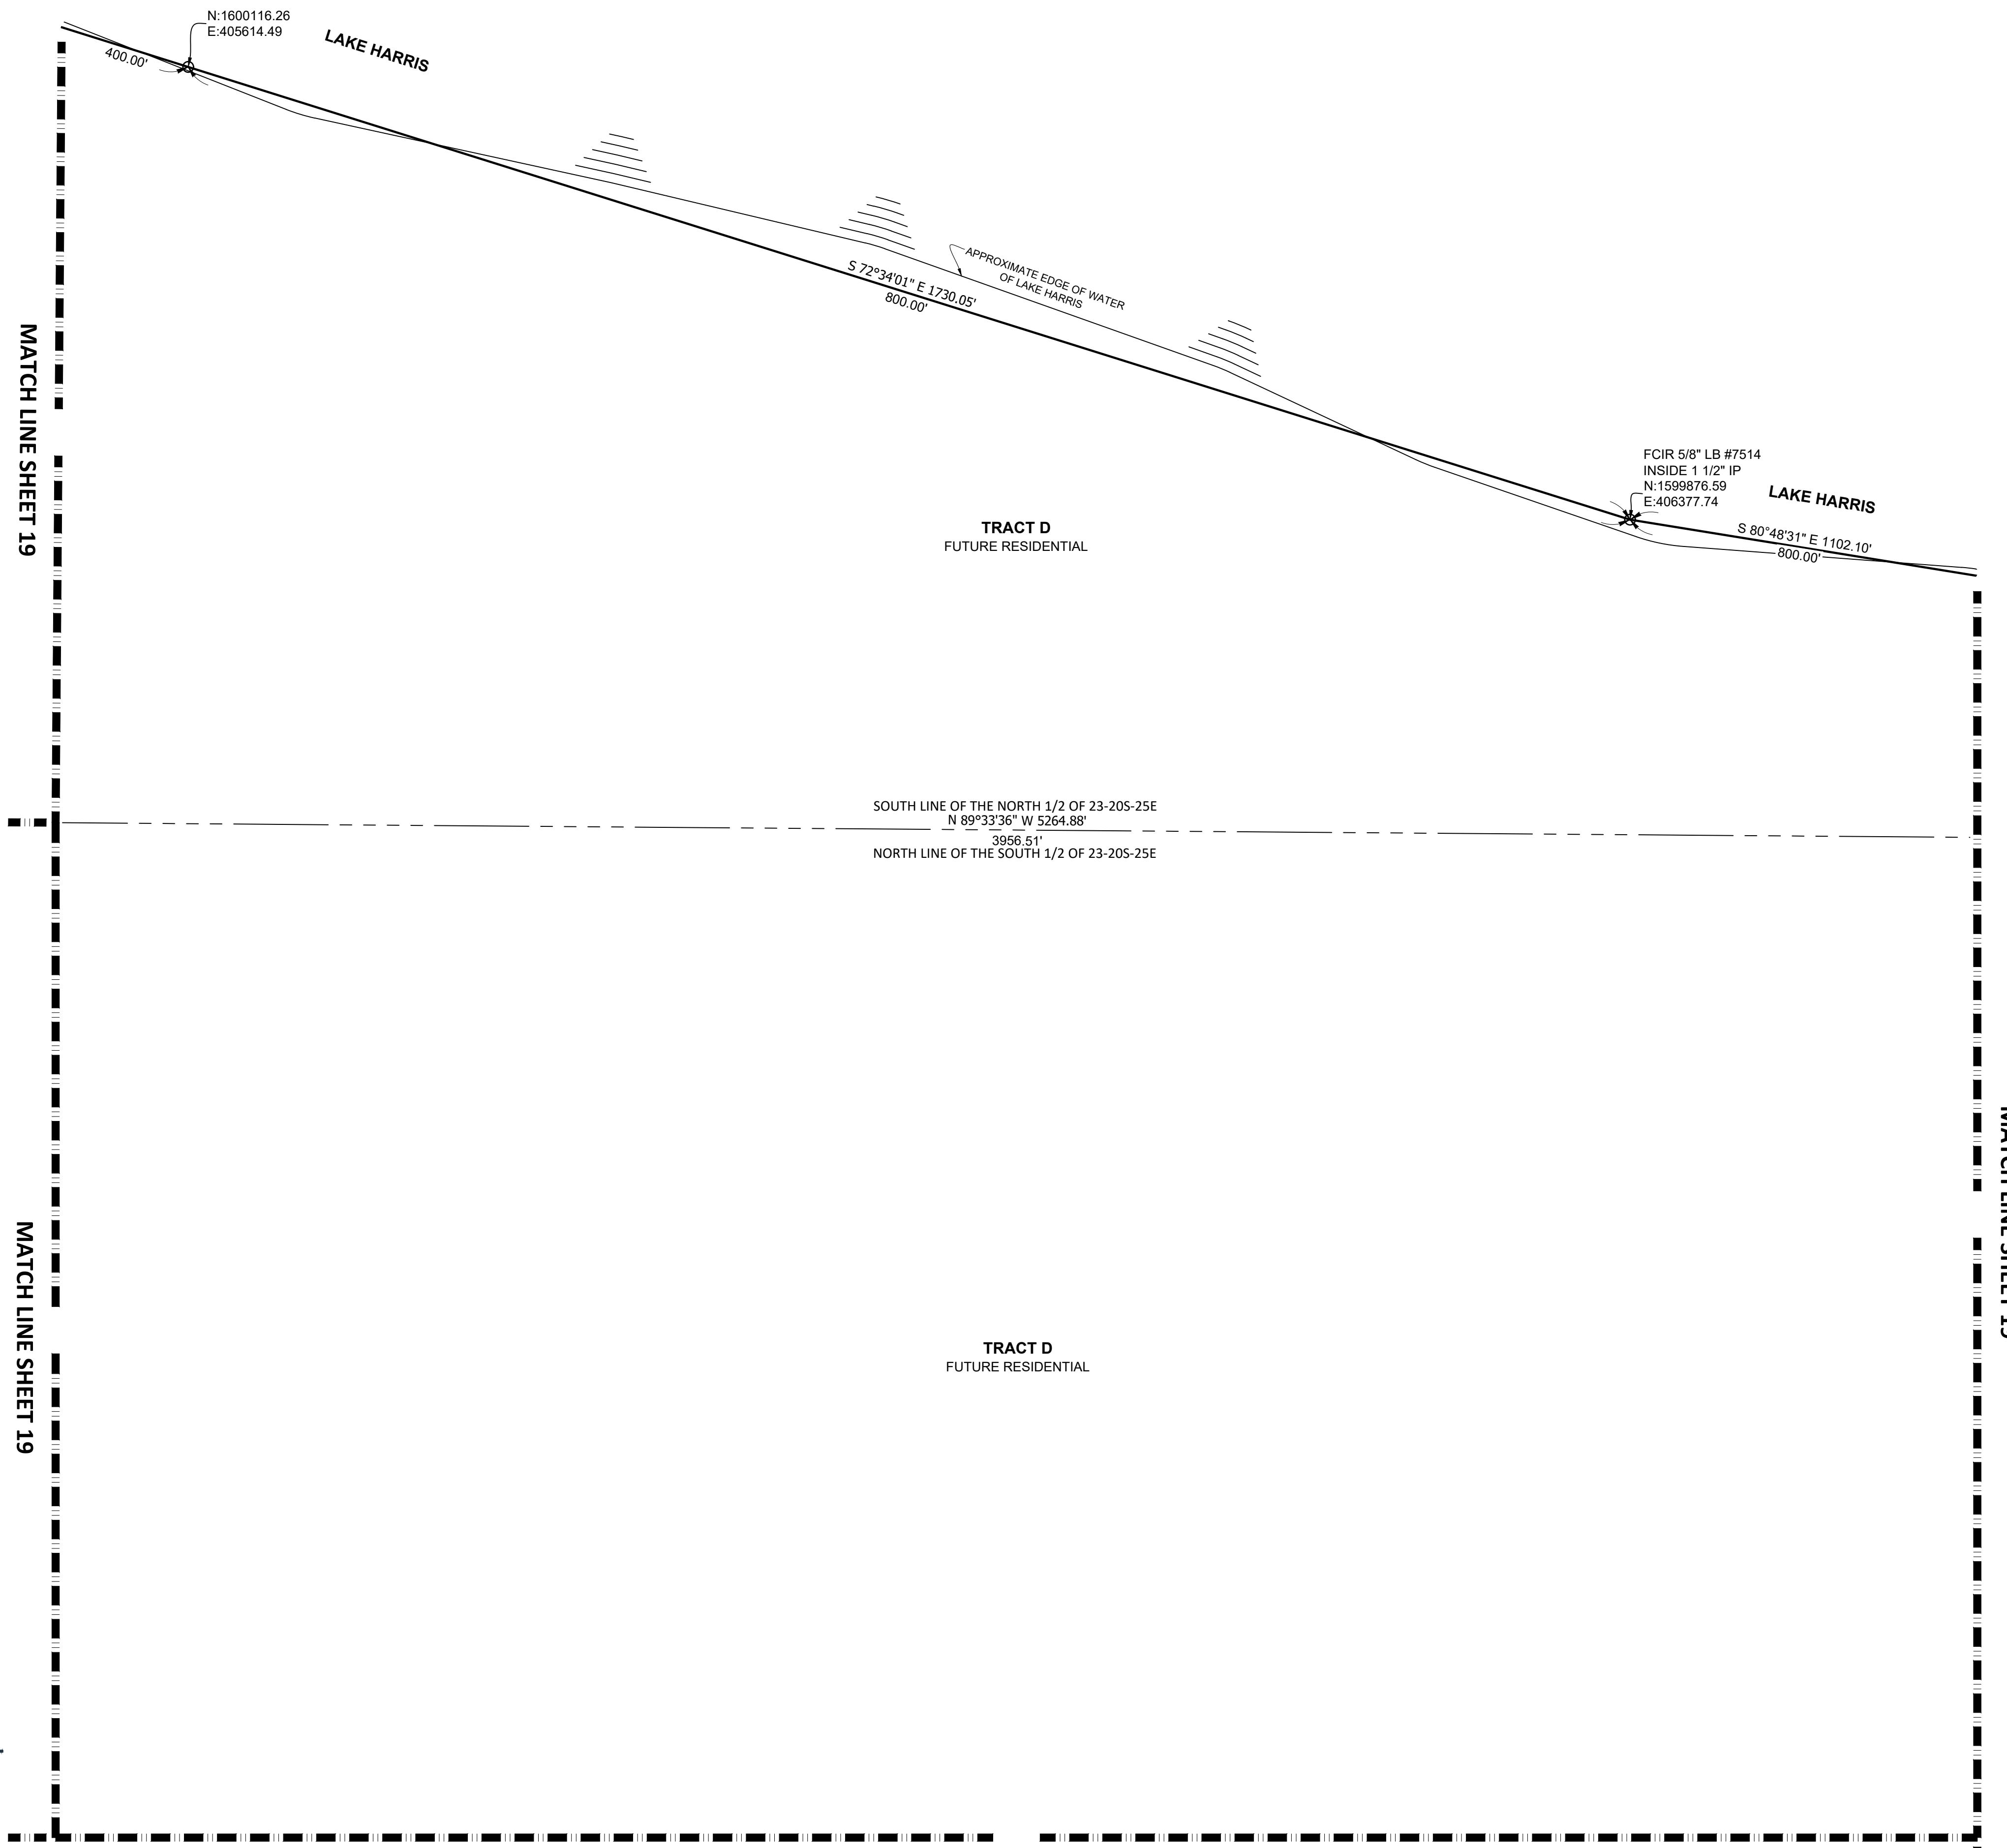 N:1600116.26
E:405614.49
LAKE HARRIS
400.00'
APPROXIMATE EDGE OF WATER
OF LAKE HARRIS
S 72°34'01" E 1730.05'
800.00'
MATCH LINE SHEET 19
FCIR 5/8" LB #7514
INSIDE 1 1/2" IP
N:1599876.59
E:406377.74
LAKE HARRIS
S 80°48'31" E 1102.10'
800.00'
TRACT D
FUTURE RESIDENTIAL
SOUTH LINE OF THE NORTH 1/2 OF 23-20S-25E
N 89°33'36" W 5264.88'
3956.51'
NORTH LINE OF THE SOUTH 1/2 OF 23-20S-25E
MATCH LINE SHEET 19
TRACT D
FUTURE RESIDENTIAL
MATCH LINE SHEET